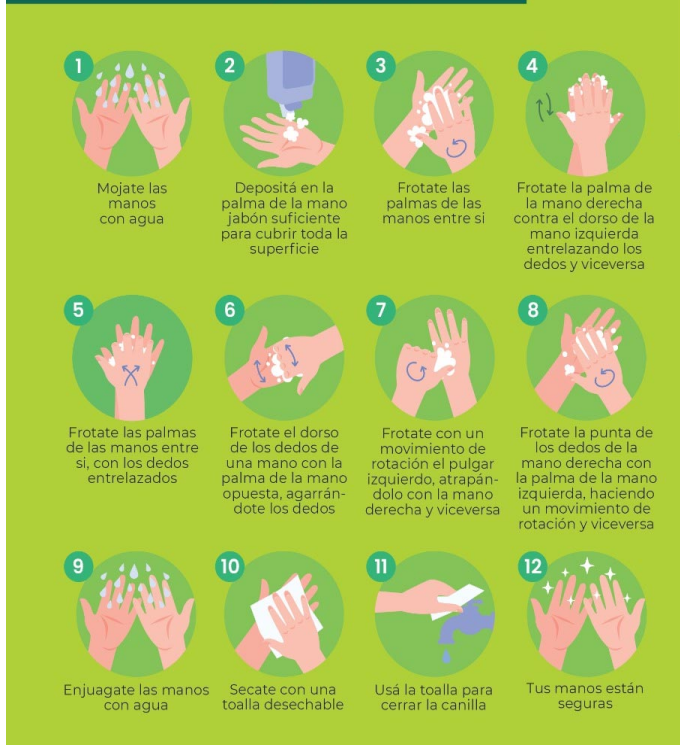 1
Mojate las
manos
con agua
2
Depositá en la
palma de la mano
jabón suficiente
para cubrir toda la
superficie
3
Frotate las
palmas de las
manos entre si
4
Frotate la palma de
la mano derecha
contra el dorso de la
mano izquierda
entrelazando los
dedos y viceversa
5
Frotate las palmas
de las manos entre
si, con los dedos
entrelazados
6
Frotate el dorso
de los dedos de
una mano con la
palma de la mano
opuesta, agarrán-
dote los dedos
7
Frotate con un
movimiento de
rotación el pulgar
izquierdo, atrapán-
dolo con la mano
derecha y viceversa
8
Frotate la punta de
los dedos de la
mano derecha con
la palma de la mano
izquierda, haciendo
un movimiento de
rotación y viceversa
9
Enjuagate las manos
con agua
10
Secate con una
toalla desechable
11
Usá la toalla para
cerrar la canilla
12
Tus manos están
seguras